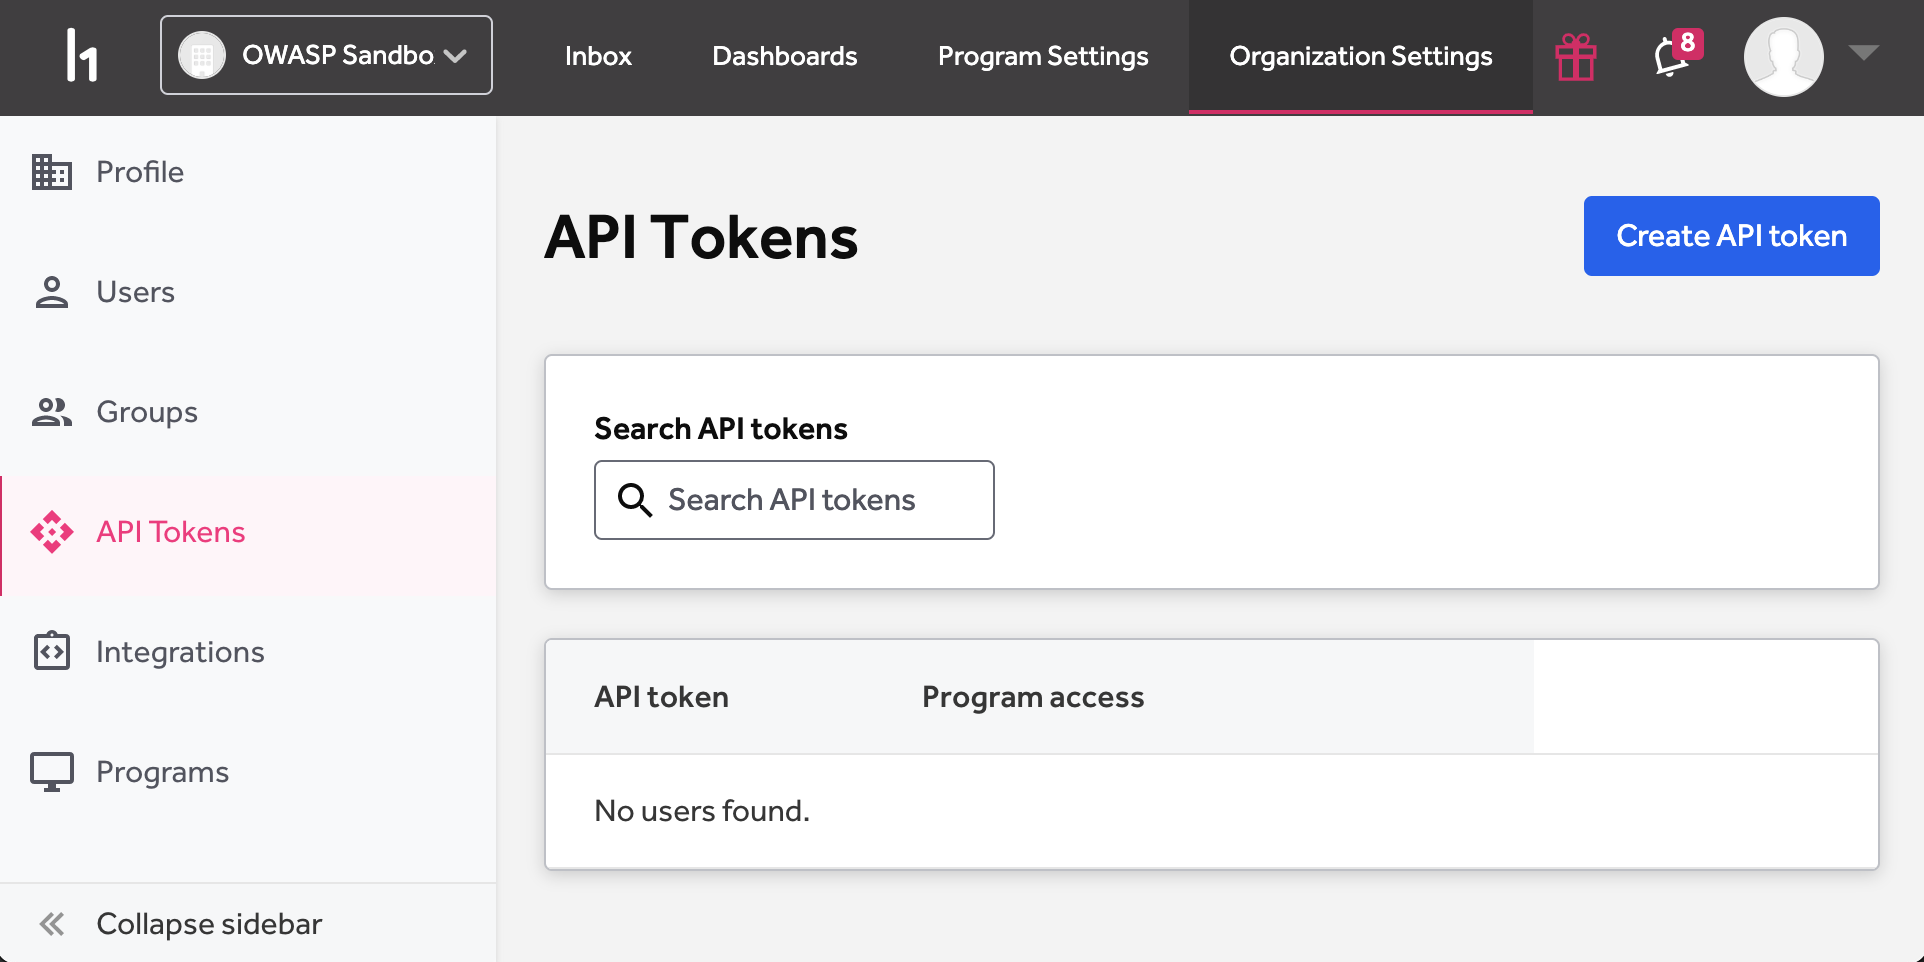 h1
OWASP Sandbo
Inbox
Dashboards
Program Settings
Organization Settings
8
Profile
Users
Groups
API Tokens
Integrations
Programs
Collapse sidebar
API Tokens
Create API token
Search API tokens
Search API tokens
API token Program access
No users found.